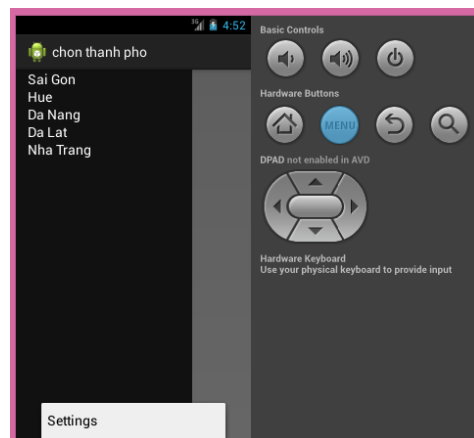 3G 4:52
chon thanh pho
Sai Gon
Hue
Da Nang
Da Lat
Nha Trang
Settings
Basic Controls
Hardware Buttons
MENU
DPAD not enabled in AVD
Hardware Keyboard
Use your physical keyboard to provide input